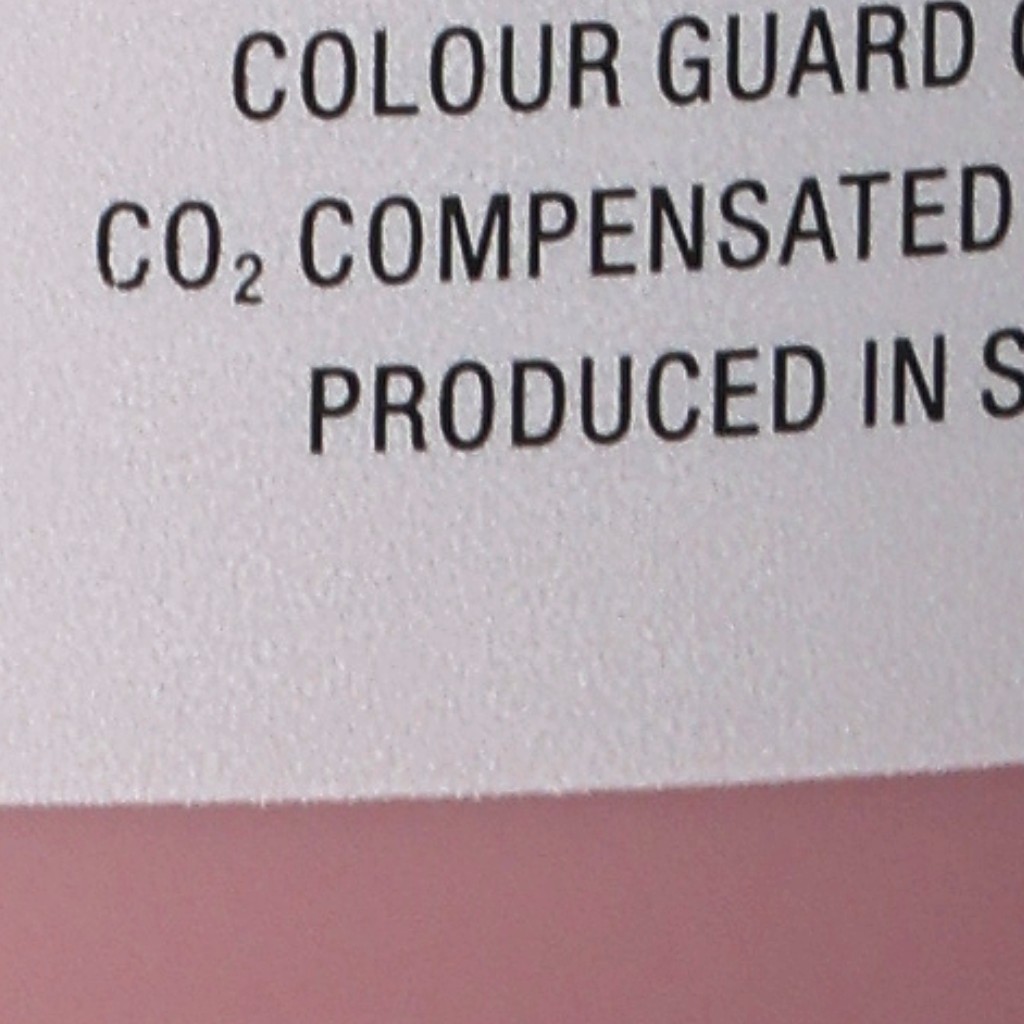 COLOUR GUARD
CO₂ COMPENSATED
PRODUCED IN